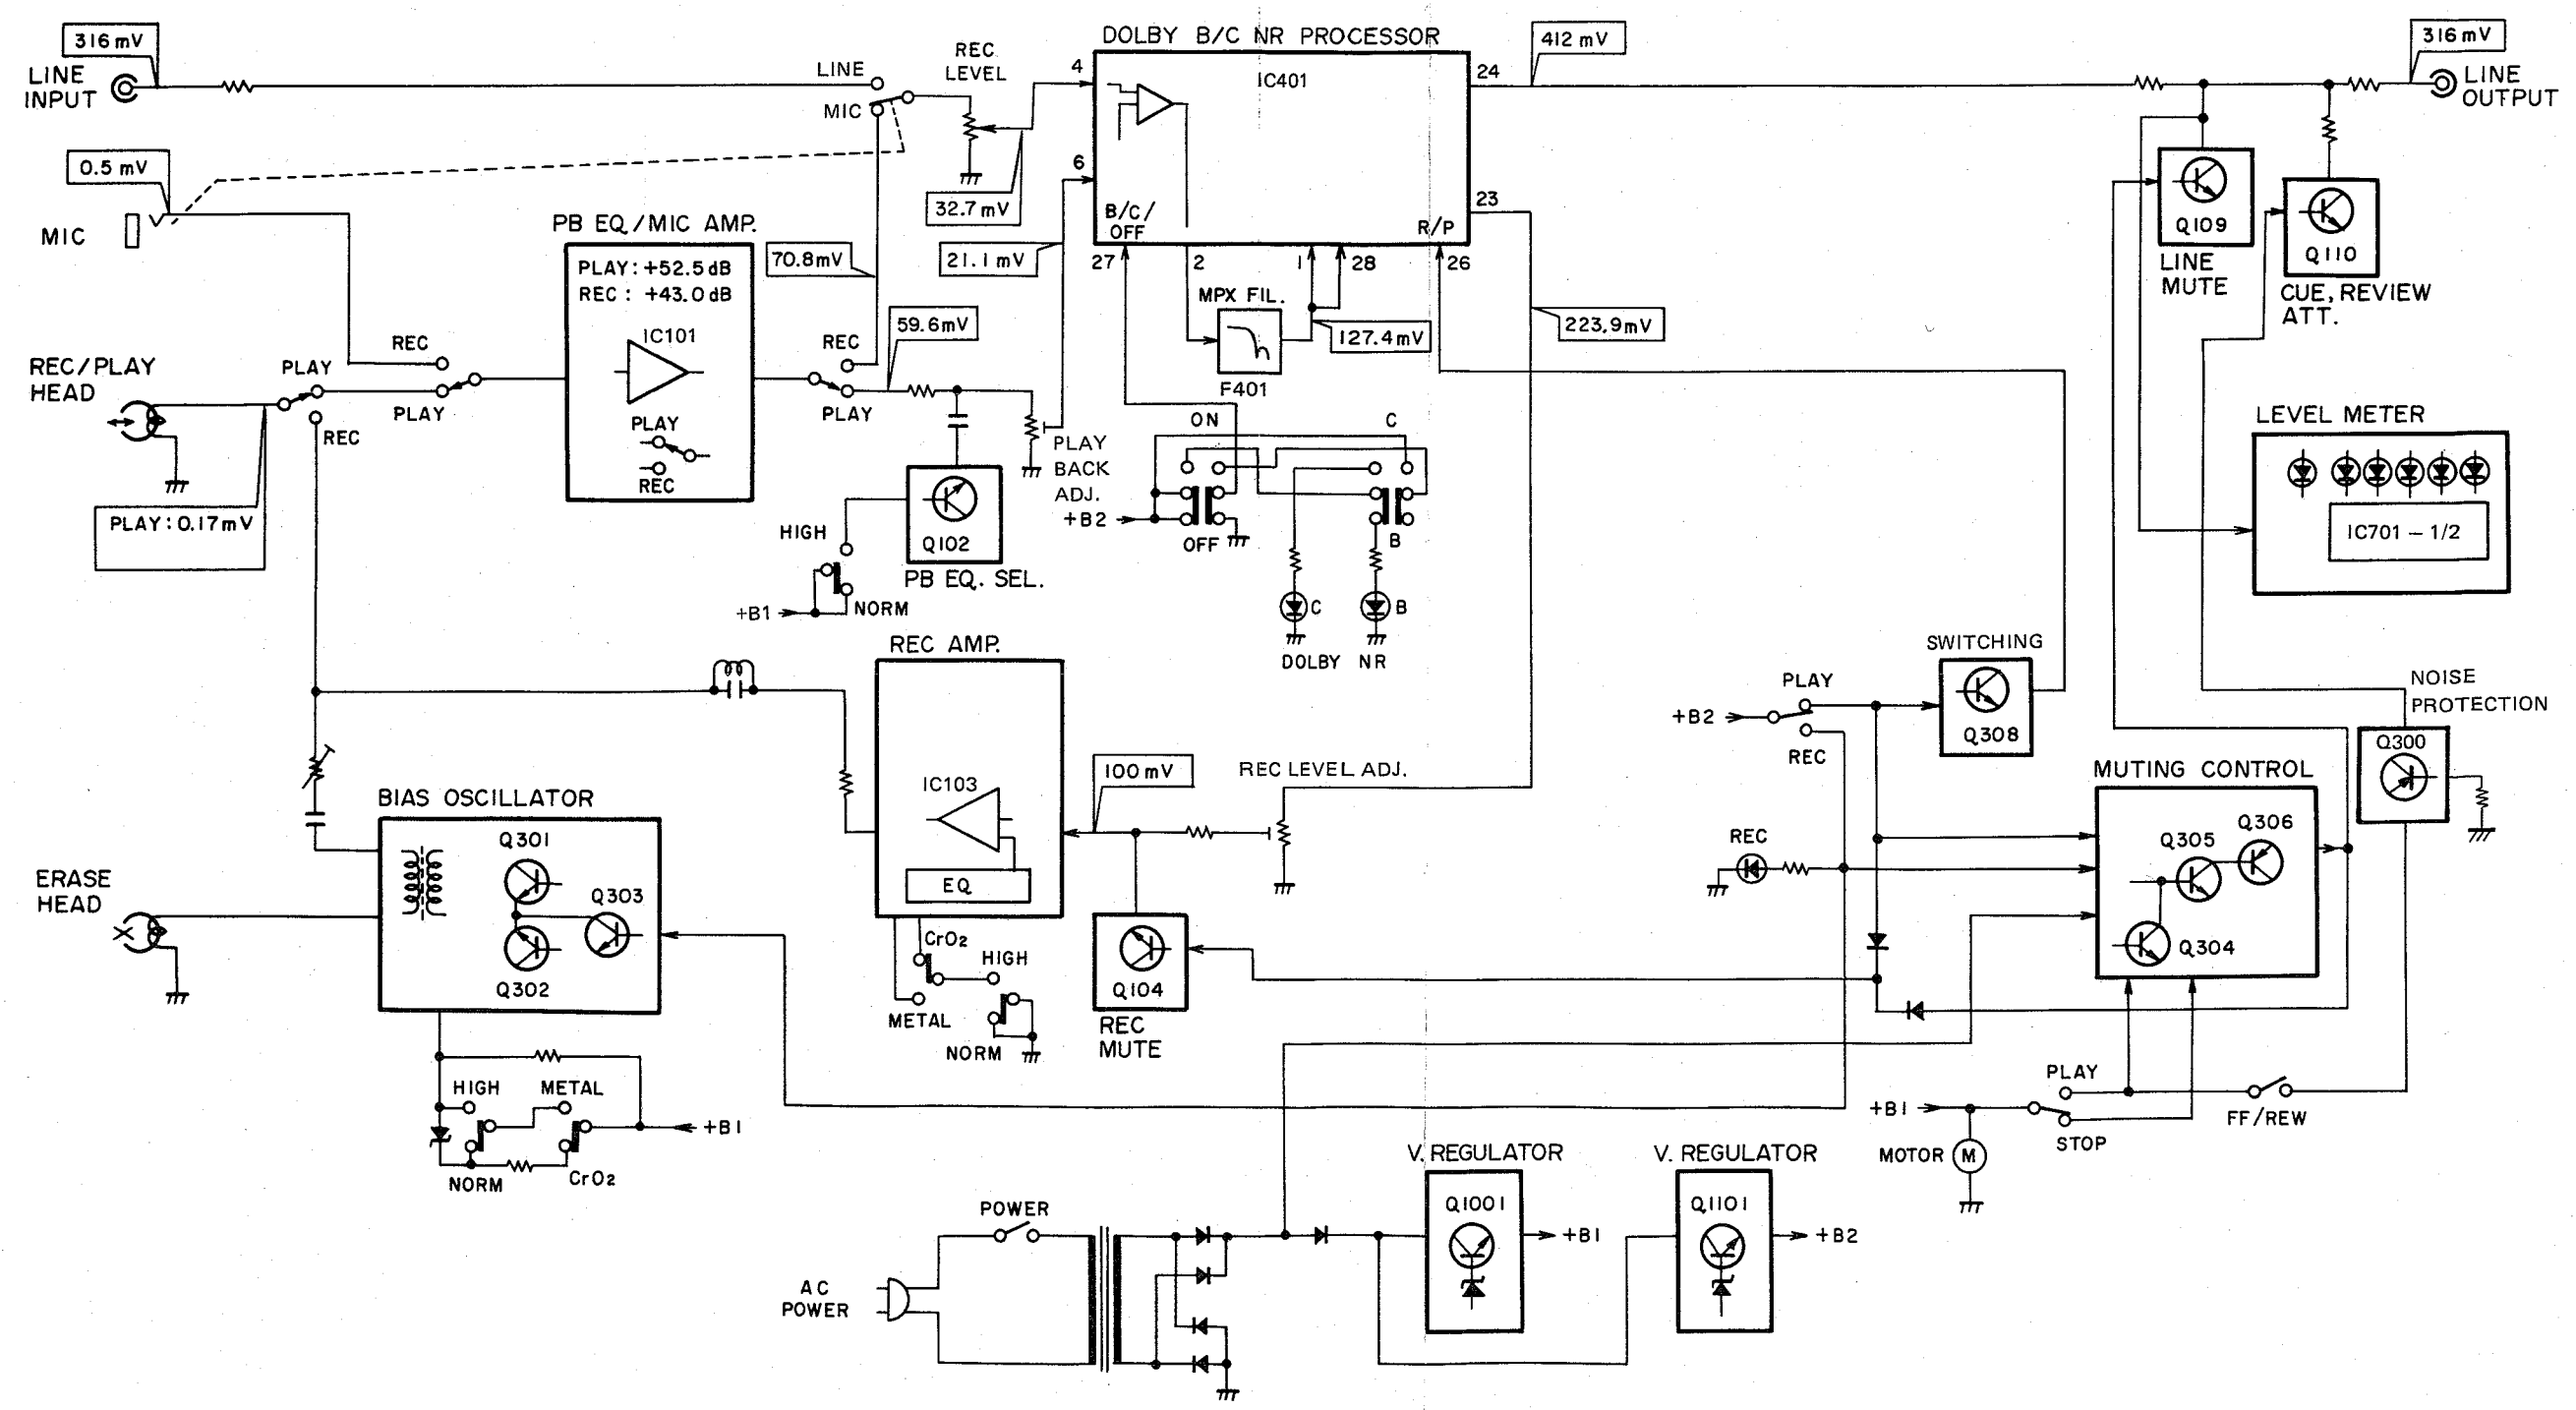 316 mV
LINE INPUT
0.5 mV
MIC
REC/PLAY HEAD
PLAY
REC
PLAY : 0.17 mV
REC
PLAY
PB EQ./MIC AMP.
PLAY : +52.5 dB
REC : +43.0 dB
IC101
PLAY
REC
LINE
MIC
REC LEVEL
32.7 mV
70.8mV
21.1 mV
59.6mV
REC
PLAY
PLAY BACK ADJ.
Q102
PB EQ. SEL.
HIGH
NORM
+B1
DOLBY B/C NR PROCESSOR
IC401
4
6
B/C/ OFF
R/P
24
23
27
2
1
28
26
MPX FIL.
F401
127.4mV
412 mV
223.9mV
ON
OFF
C
B
+B2
C
B
DOLBY NR
316 mV
LINE OUTPUT
Q109
LINE MUTE
Q110
CUE, REVIEW ATT.
LEVEL METER
IC701 – 1/2
REC AMP.
IC103
EQ
100 mV
REC LEVEL ADJ.
CrO2
METAL
HIGH
NORM
Q104
REC MUTE
BIAS OSCILLATOR
Q301
Q303
Q302
ERASE HEAD
HIGH
METAL
NORM
CrO2
+B1
SWITCHING
Q308
PLAY
+B2
REC
REC
MUTING CONTROL
Q305
Q306
Q304
NOISE PROTECTION
Q300
PLAY
+B1
STOP
MOTOR
M
FF/REW
AC POWER
POWER
V. REGULATOR
Q1001
+B1
V. REGULATOR
Q1101
+B2